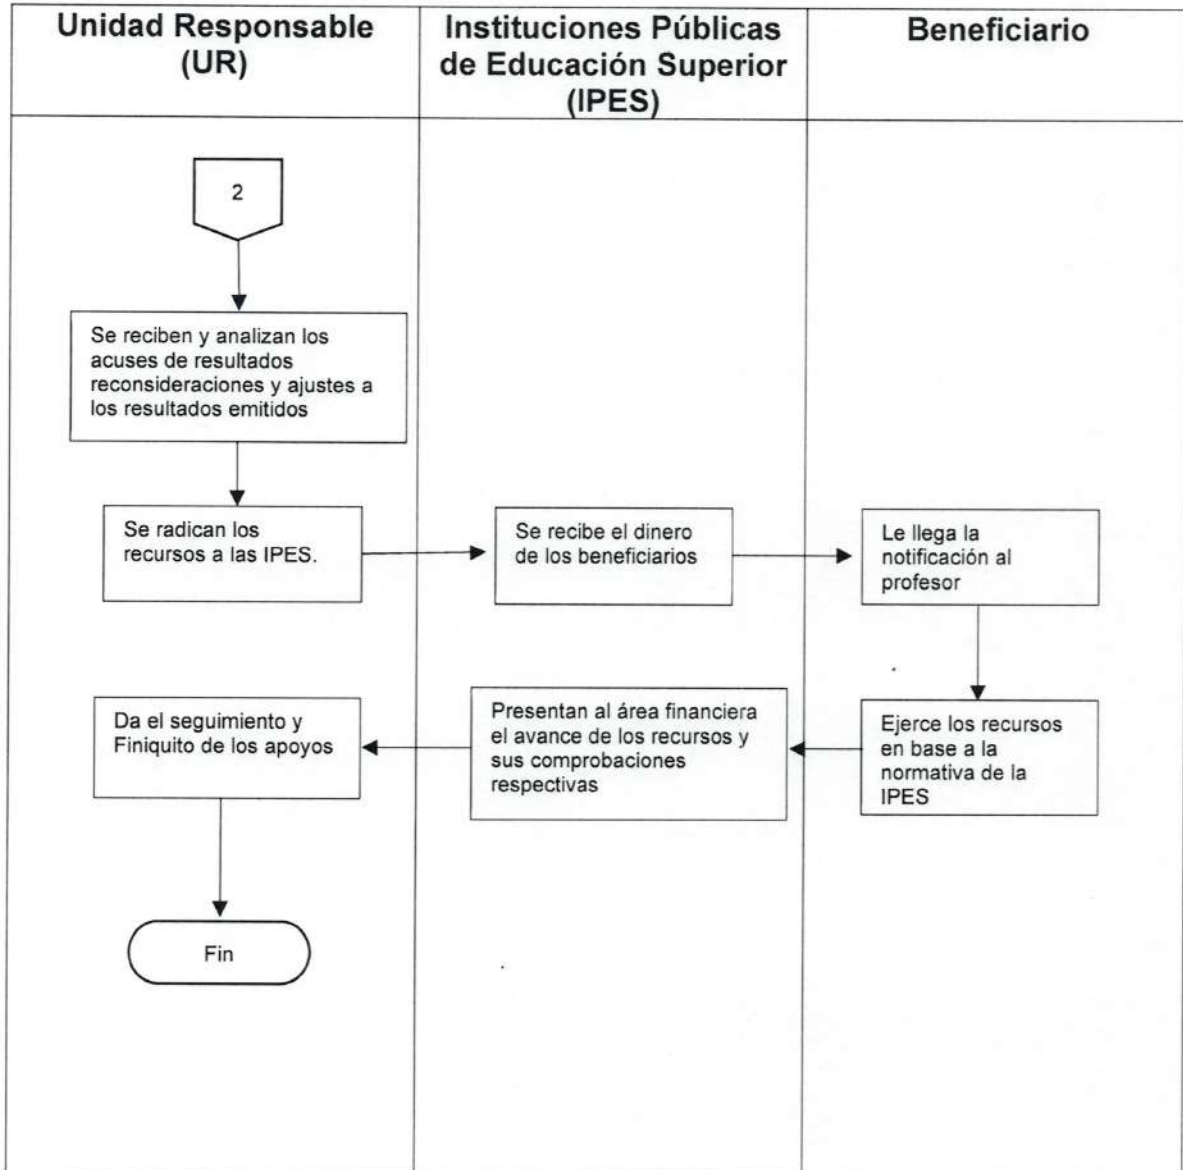 Unidad Responsable
(UR)
Instituciones Públicas
de Educación Superior
(IPES)
Beneficiario
2
Se reciben y analizan los
acuses de resultados
reconsideraciones y ajustes a
los resultados emitidos
Se radican los
recursos a las IPES.
Se recibe el dinero
de los beneficiarios
Le llega la
notificación al
profesor
Ejerce los recursos
en base a la
normativa de la
IPES
Presentan al área financiera
el avance de los recursos y
sus comprobaciones
respectivas
Da el seguimiento y
Finiquito de los apoyos
Fin